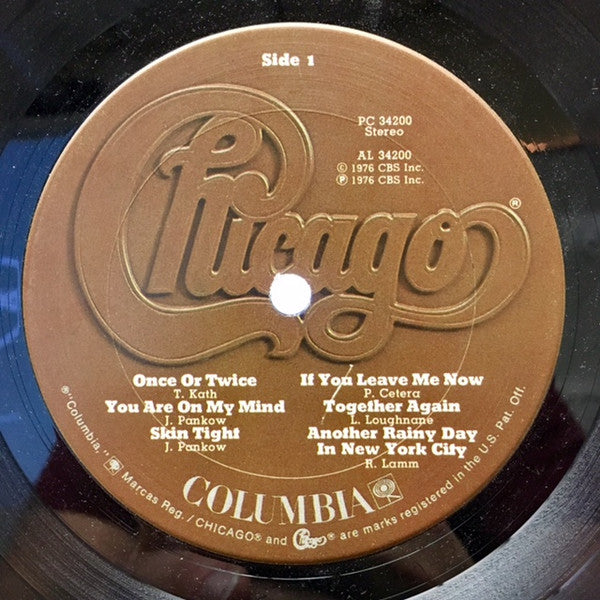 Side 1
PC 34200
Stereo
AL 34200
© 1976 CBS Inc.
℗ 1976 CBS Inc.
Chicago®
Once Or Twice
T. Kath
You Are On My Mind
J. Pankow
Skin Tight
J. Pankow
If You Leave Me Now
P. Cetera
Together Again
L. Loughnane
Another Rainy Day
In New York City
R. Lamm
COLUMBIA
®"Columbia," Marcas Reg./CHICAGO® and Chicago® are marks registered in the U.S. Pat. Off.